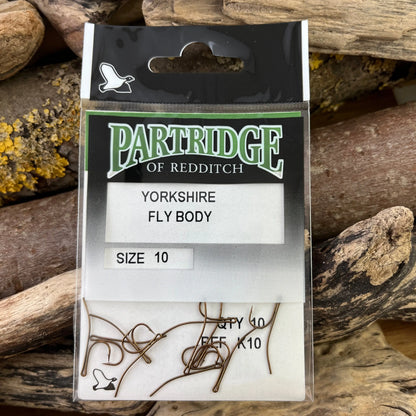 PARTRIDGE
OF REDDITCH
YORKSHIRE
FLY BODY
SIZE 10
QTY 10
REF K10